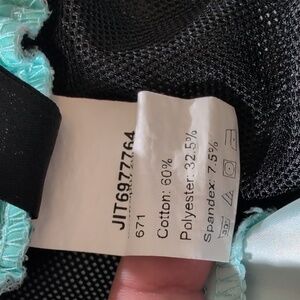 JIT6977764
671
Cotton: 60%
Polyester: 32.5%
Spandex: 7.5%